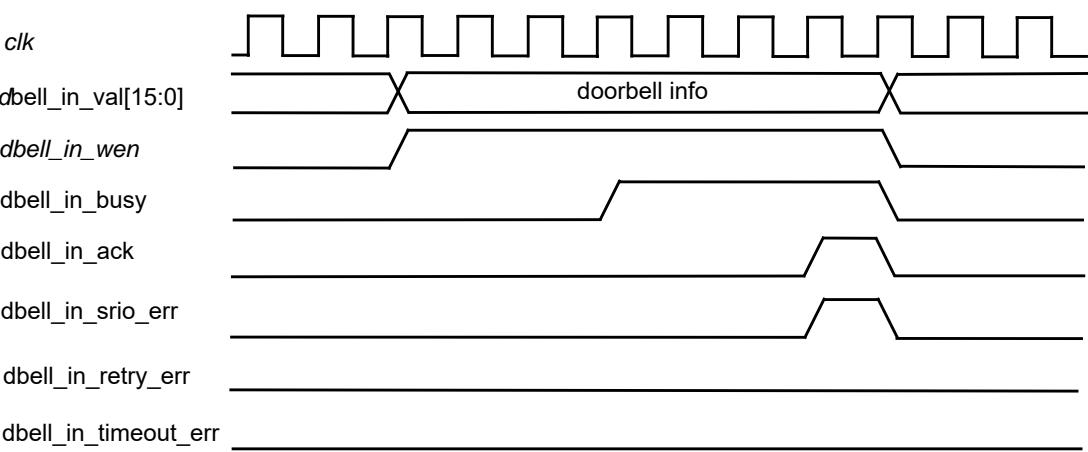 clk
dbell_in_val[15:0]
doorbell info
dbell_in_wen
dbell_in_busy
dbell_in_ack
dbell_in_srio_err
dbell_in_retry_err
dbell_in_timeout_err